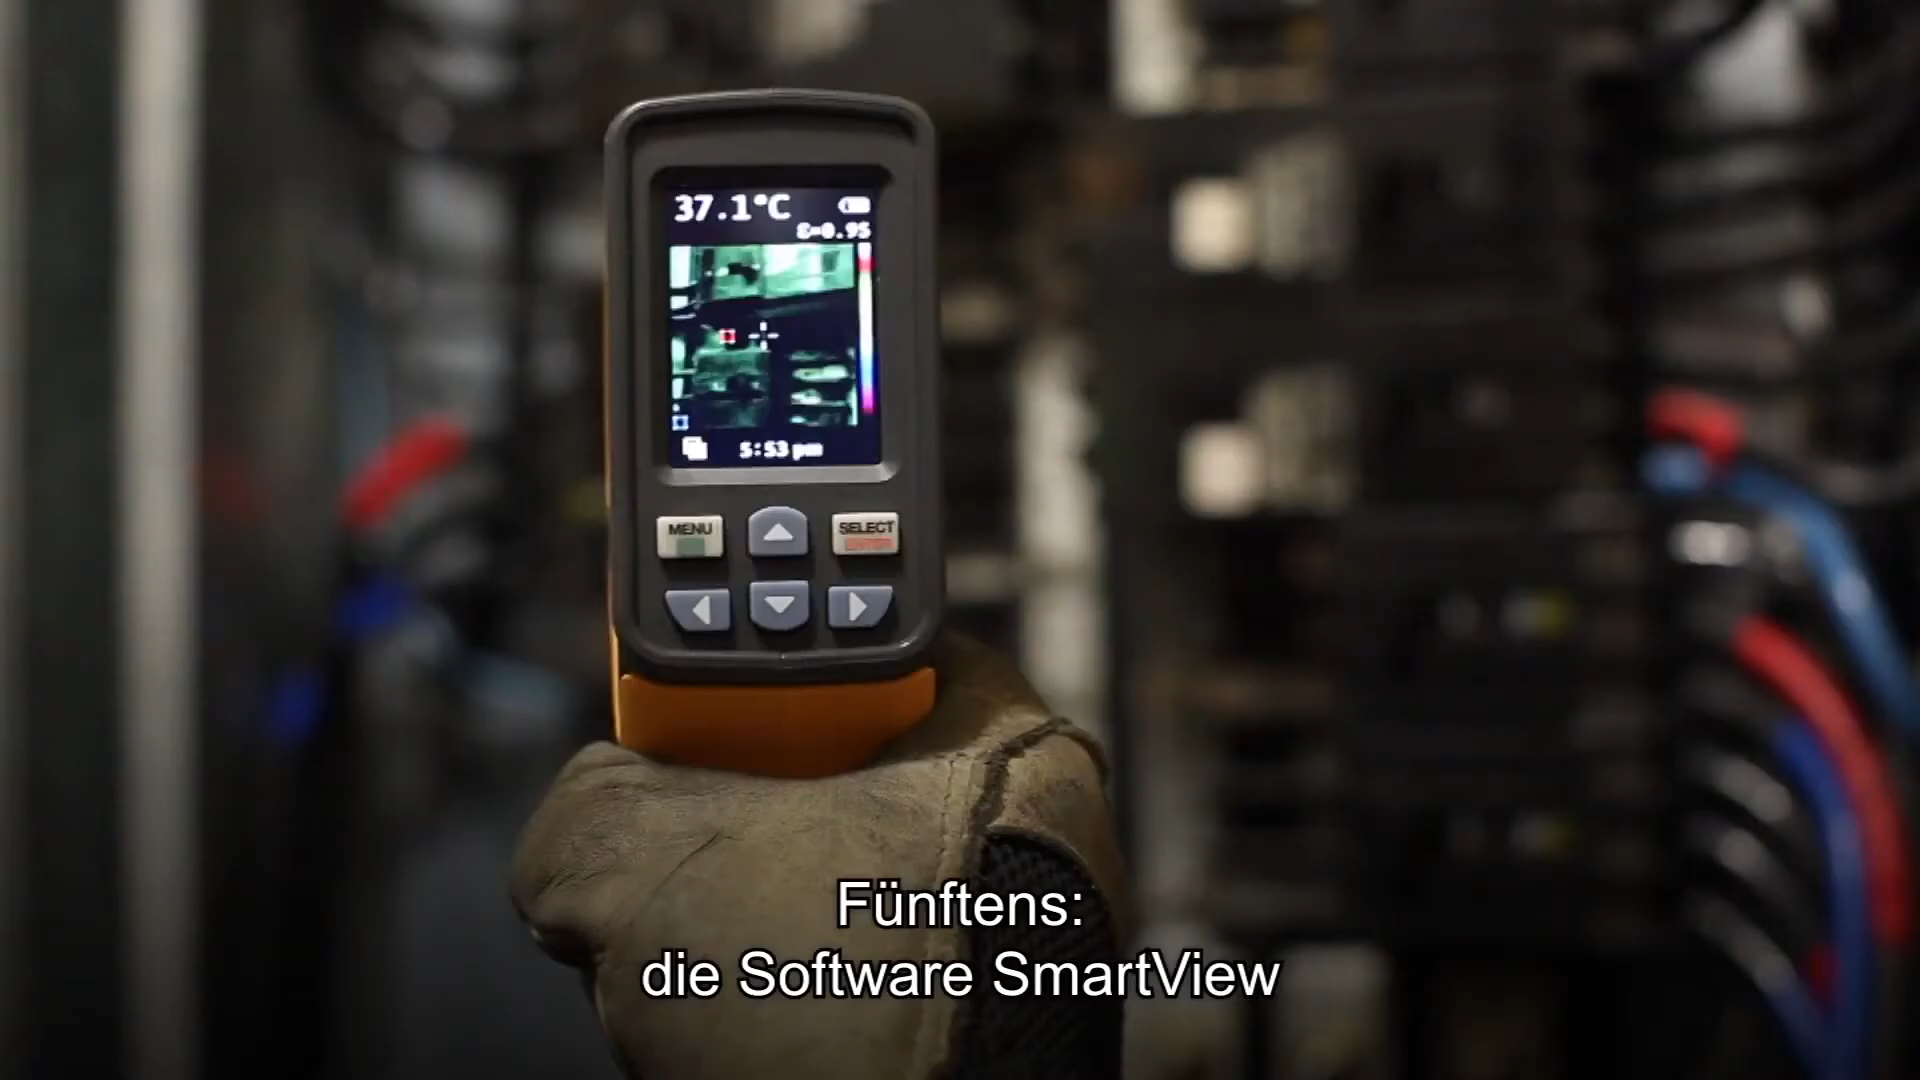 37.1°C
ε=0.95
5:53 pm
MENU
SELECT
Fünftens:
die Software SmartView